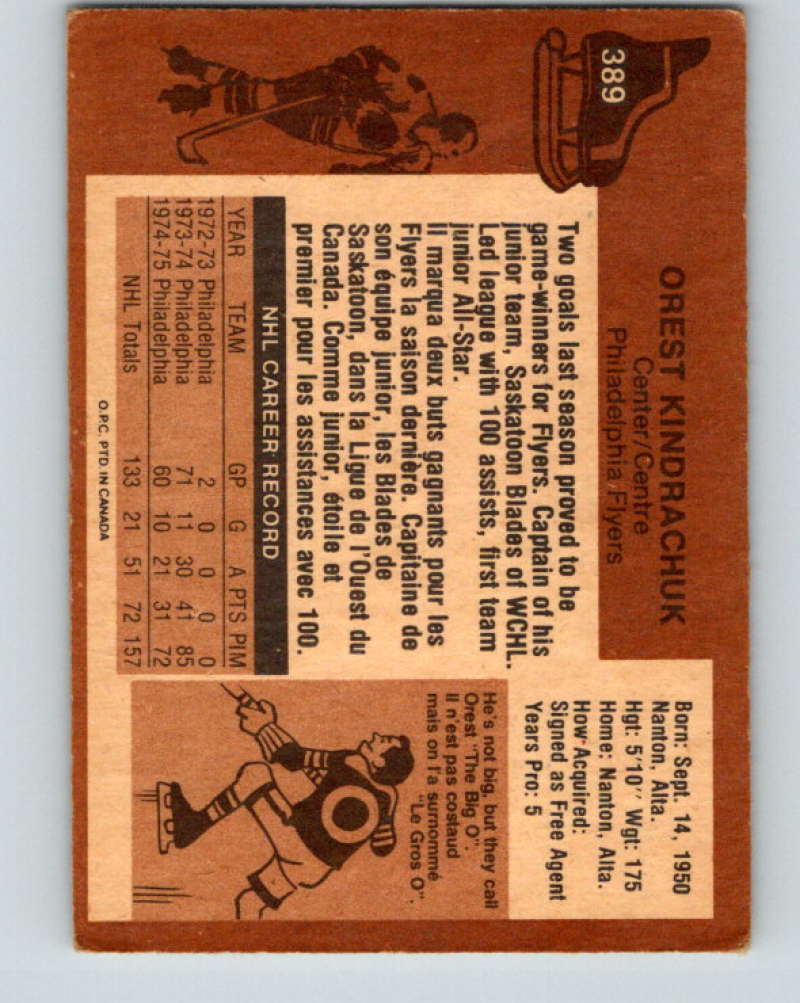 389
OREST KINDRACHUK
Center/Centre
Philadelphia Flyers
Born: Sept. 14, 1950
Nanton, Alta.
Hgt: 5'10" Wgt: 175
Home: Nanton, Alta.
How Acquired:
Signed as Free Agent
Years Pro: 5
Two goals last season proved to be
game-winners for Flyers. Captain of his
junior team, Saskatoon Blades of WCHL.
Led league with 100 assists, first team
junior All-Star.
Il marqua deux buts gagnants pour les
Flyers la saison dernière. Capitaine de
son équipe junior, les Blades de
Saskatoon, dans la Ligue de l'Ouest du
Canada. Comme junior, étoile et
premier pour les assistances avec 100.
NHL CAREER RECORD
YEAR TEAM GP G A PTS PIM
1972-73 Philadelphia 2 0 0 0 0
1973-74 Philadelphia 71 11 30 41 85
1974-75 Philadelphia 60 10 21 31 72
NHL Totals 133 21 51 72 157
He's not big, but they call
Orest "The Big O".
Il n'est pas costaud
mais on l'a surnommé
"Le Gros O".
O.P.C. PTD. IN CANADA